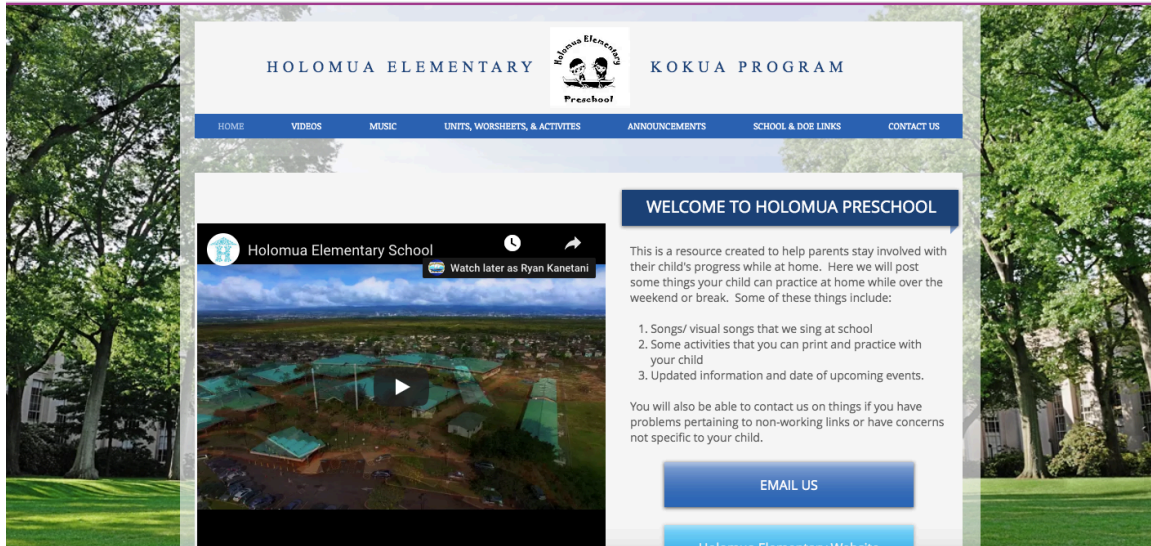 HOLOMUA ELEMENTARY
Holomua Elementary
Preschool
KOKUA PROGRAM
HOME
VIDEOS
MUSIC
UNITS, WORSHEETS, & ACTIVITES
ANNOUNCEMENTS
SCHOOL & DOE LINKS
CONTACT US
Holomua Elementary School
Watch later as Ryan Kanetani
WELCOME TO HOLOMUA PRESCHOOL
This is a resource created to help parents stay involved with
their child's progress while at home. Here we will post
some things your child can practice at home while over the
weekend or break. Some of these things include:
1. Songs/ visual songs that we sing at school
2. Some activities that you can print and practice with
your child
3. Updated information and date of upcoming events.
You will also be able to contact us on things if you have
problems pertaining to non-working links or have concerns
not specific to your child.
EMAIL US
Holomua Elementary Website